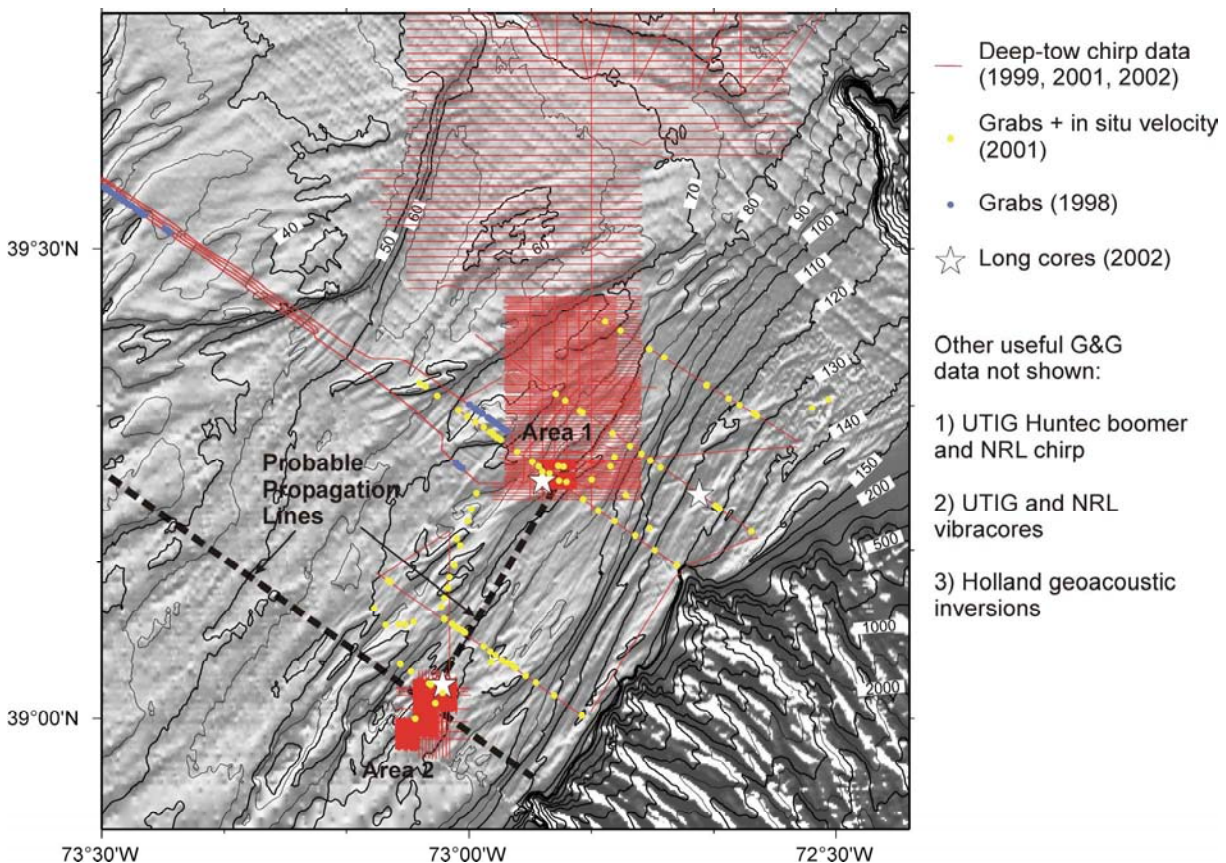 Deep-tow chirp data
(1999, 2001, 2002)
Grabs + in situ velocity
(2001)
Grabs (1998)
Long cores (2002)
Other useful G&G
data not shown:
1) UTIG Huntec boomer
and NRL chirp
2) UTIG and NRL
vibracores
3) Holland geoacoustic
inversions
39°30'N
39°00'N
73°30'W
73°00'W
72°30'W
Area 1
Area 2
Probable
Propagation
Lines
40
50
60
60
70
80
90
100
110
120
130
140
150
200
500
1000
2000